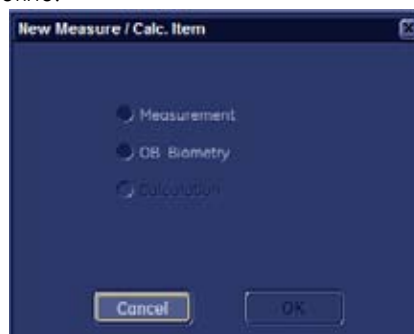 New Measure / Calc. Item
Measurement
OB Biometry
Calculation
Cancel
OK